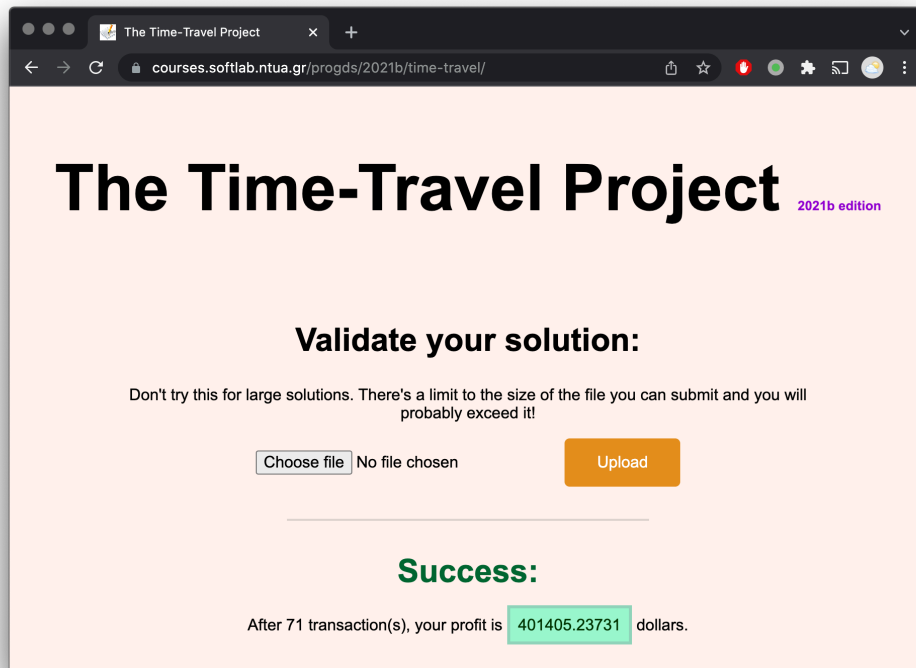 The Time-Travel Project
courses.softlab.ntua.gr/progds/2021b/time-travel/
The Time-Travel Project 2021b edition
Validate your solution:
Don't try this for large solutions. There's a limit to the size of the file you can submit and you will
probably exceed it!
Choose file No file chosen Upload
Success:
After 71 transaction(s), your profit is 401405.23731 dollars.